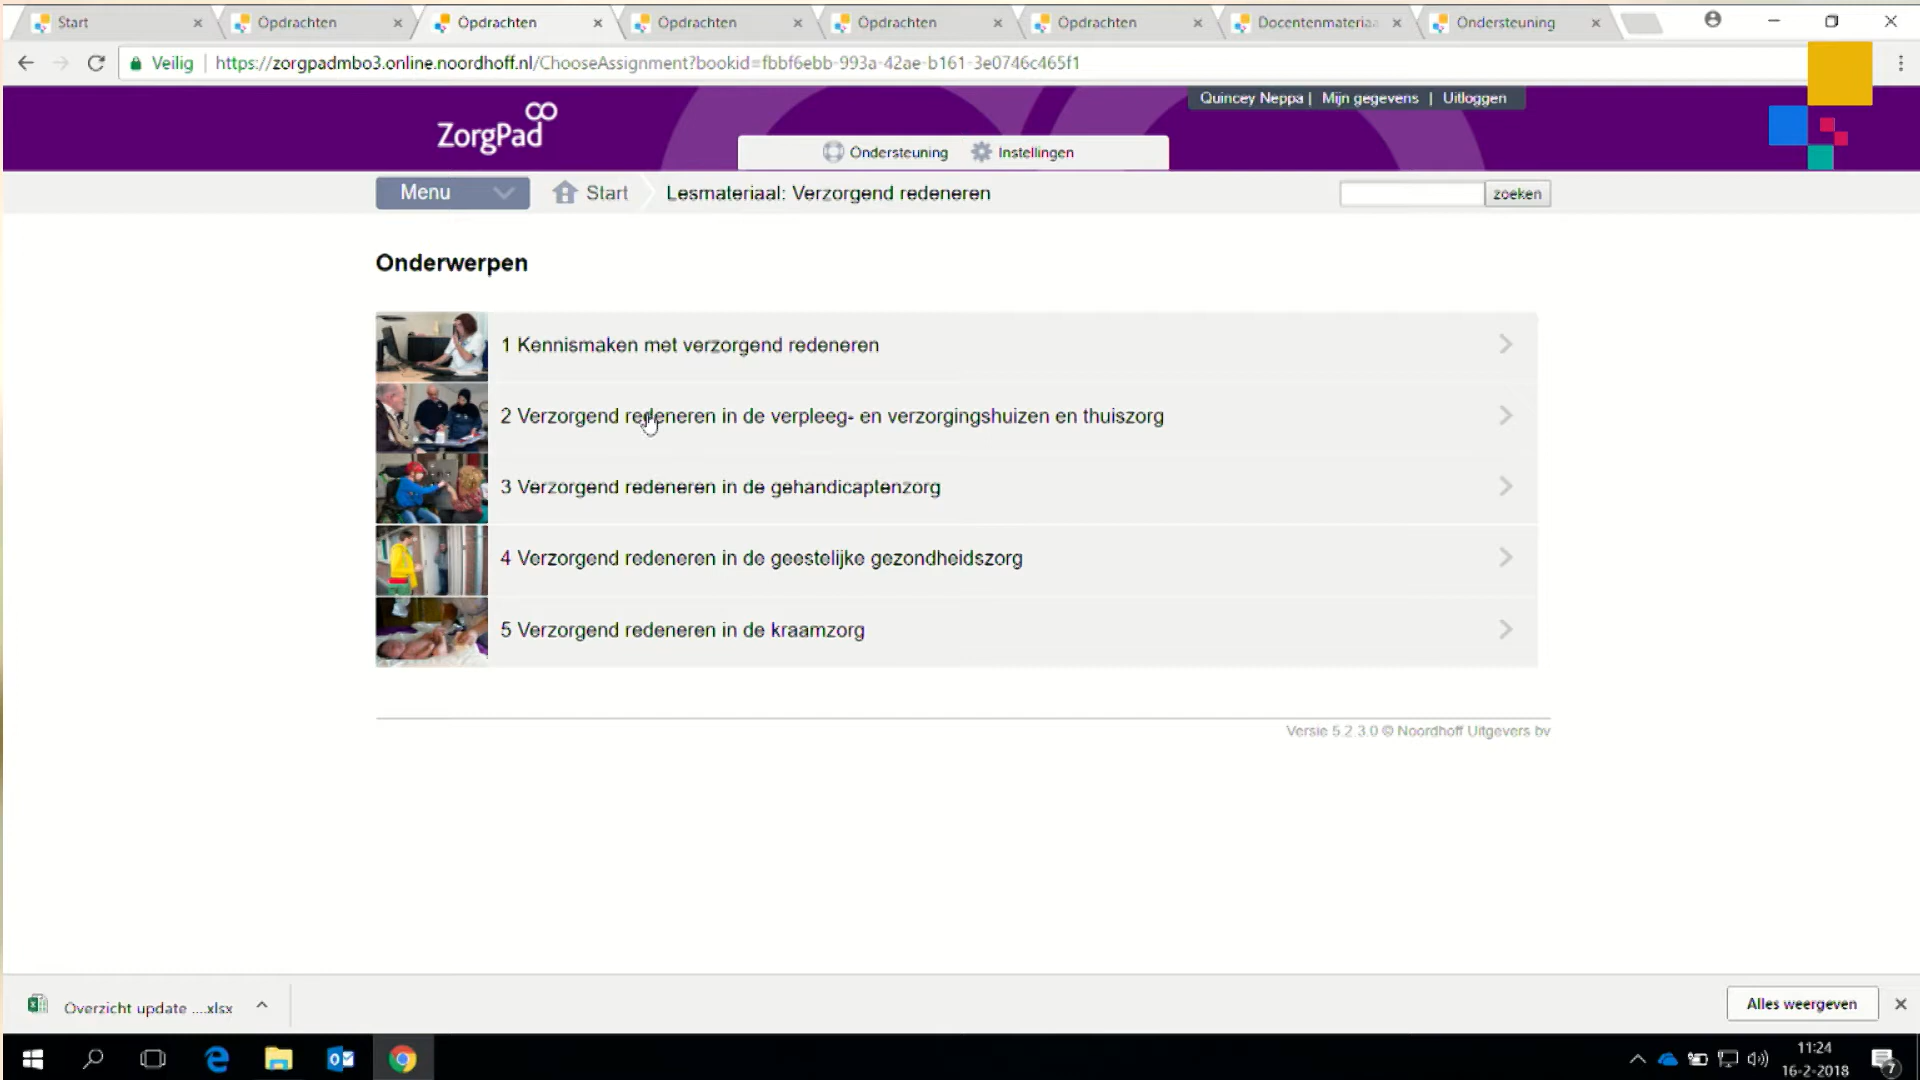 Start
Opdrachten
Opdrachten
Opdrachten
Opdrachten
Opdrachten
Docentenmateria
Ondersteuning
Veilig
https://zorgpadmbo3.online.noordhoff.nl/ChooseAssignment?bookid=fbbf6ebb-993a-42ae-b161-3e0746c465f1
Quincey Neppa | Mijn gegevens | Uitloggen
ZorgPad
Ondersteuning Instellingen
Menu
Start
Lesmateriaal: Verzorgend redeneren
zoeken
Onderwerpen
1 Kennismaken met verzorgend redeneren
2 Verzorgend redeneren in de verpleeg- en verzorgingshuizen en thuiszorg
3 Verzorgend redeneren in de gehandicaptenzorg
4 Verzorgend redeneren in de geestelijke gezondheidszorg
5 Verzorgend redeneren in de kraamzorg
Versie 5.2.3.0 © Noordhoff Uitgevers bv
Overzicht update ....xlsx
Alles weergeven
11:24
16-2-2018
7